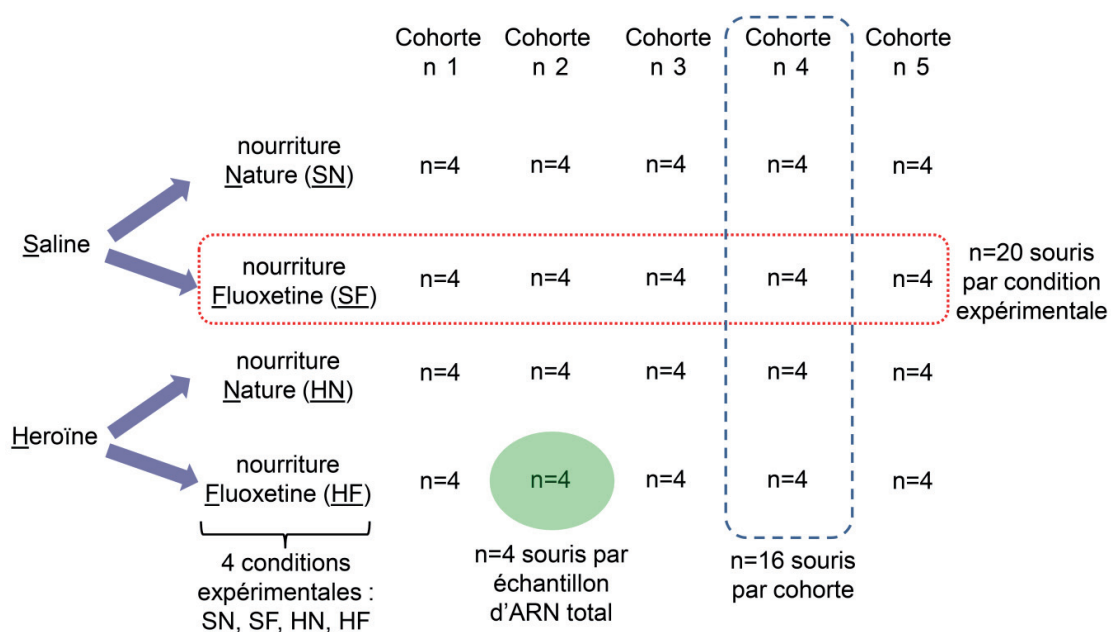 Cohorte Cohorte Cohorte Cohorte Cohorte
n 1 n 2 n 3 n 4 n 5
nourriture
Nature (SN) n=4 n=4 n=4 n=4 n=4
Saline
nourriture
Fluoxetine (SF) n=4 n=4 n=4 n=4 n=4
n=20 souris
par condition
expérimentale
nourriture
Nature (HN) n=4 n=4 n=4 n=4 n=4
Heroïne
nourriture
Fluoxetine (HF) n=4 n=4 n=4 n=4 n=4
4 conditions
expérimentales :
SN, SF, HN, HF
n=4 souris par
échantillon
d'ARN total
n=16 souris
par cohorte